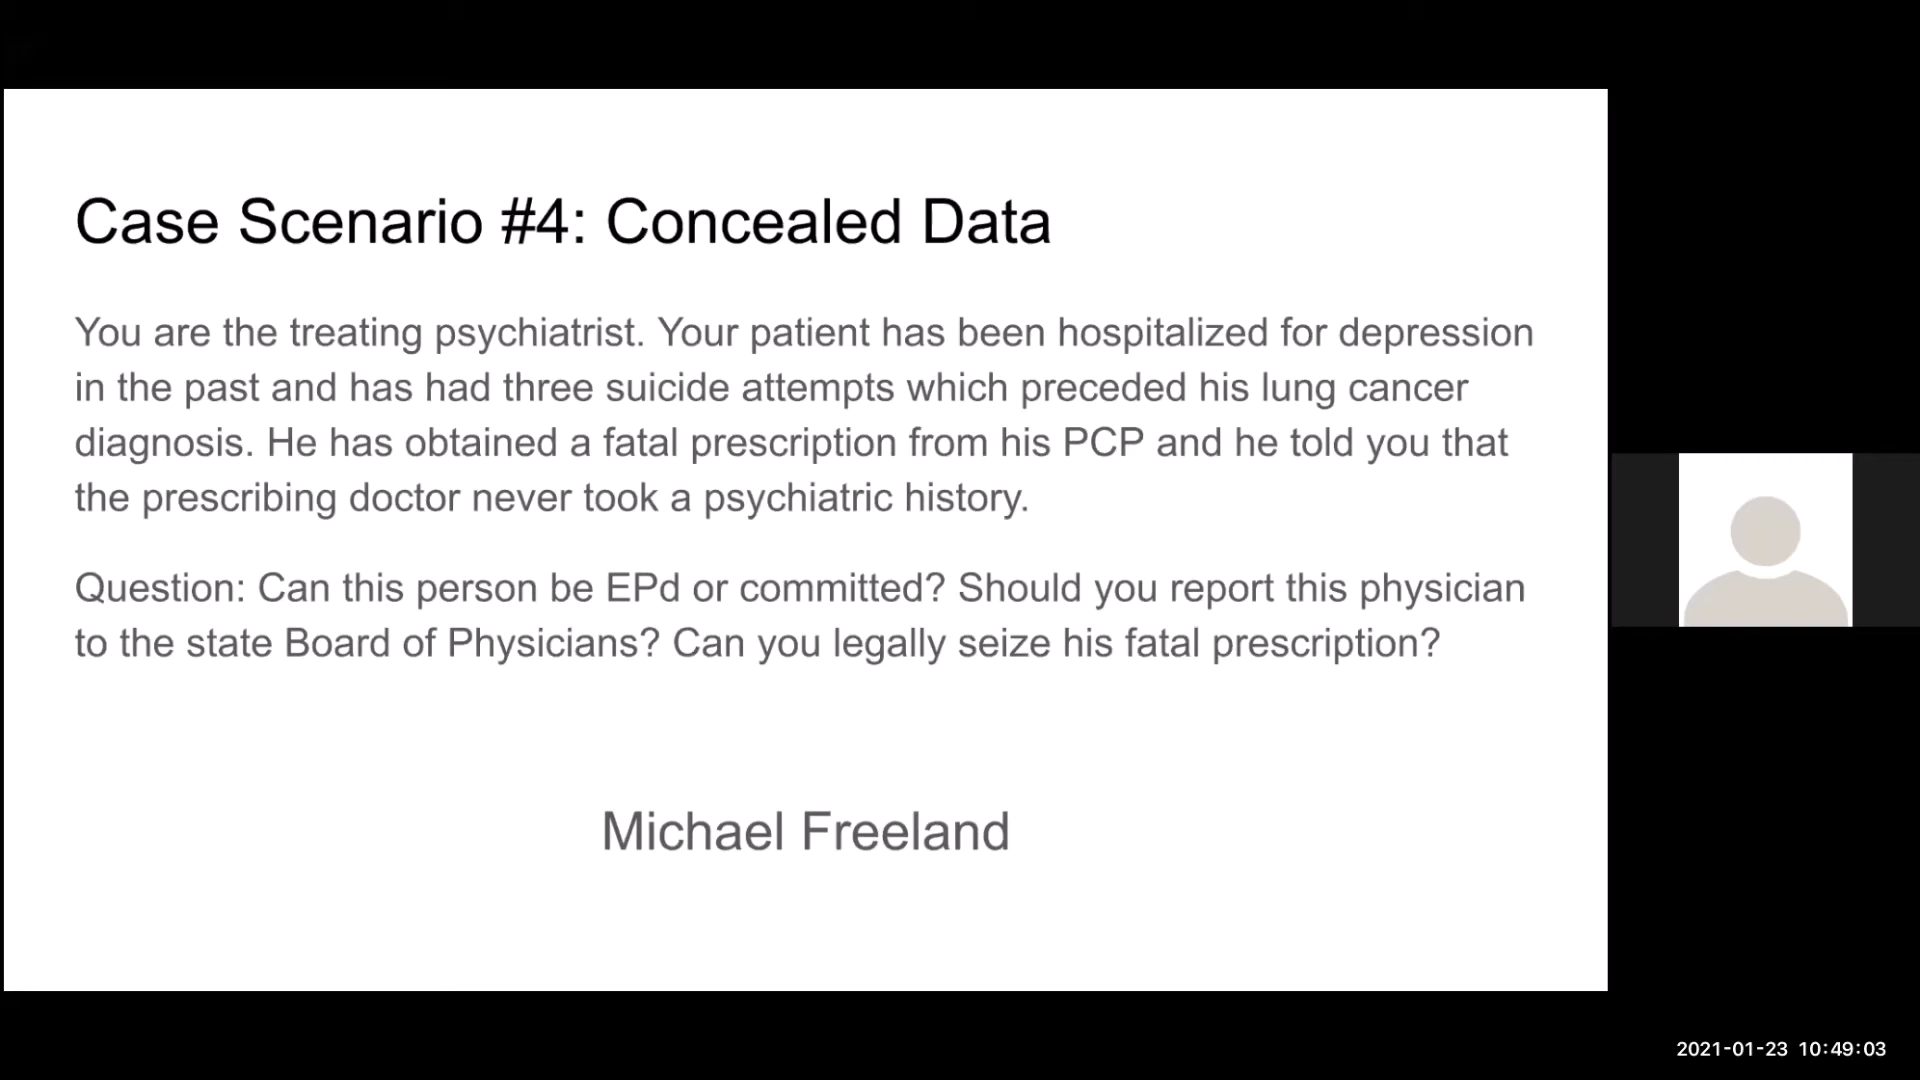 Case Scenario #4: Concealed Data
You are the treating psychiatrist. Your patient has been hospitalized for depression
in the past and has had three suicide attempts which preceded his lung cancer
diagnosis. He has obtained a fatal prescription from his PCP and he told you that
the prescribing doctor never took a psychiatric history.
Question: Can this person be EPd or committed? Should you report this physician
to the state Board of Physicians? Can you legally seize his fatal prescription?
Michael Freeland
2021-01-23 10:49:03